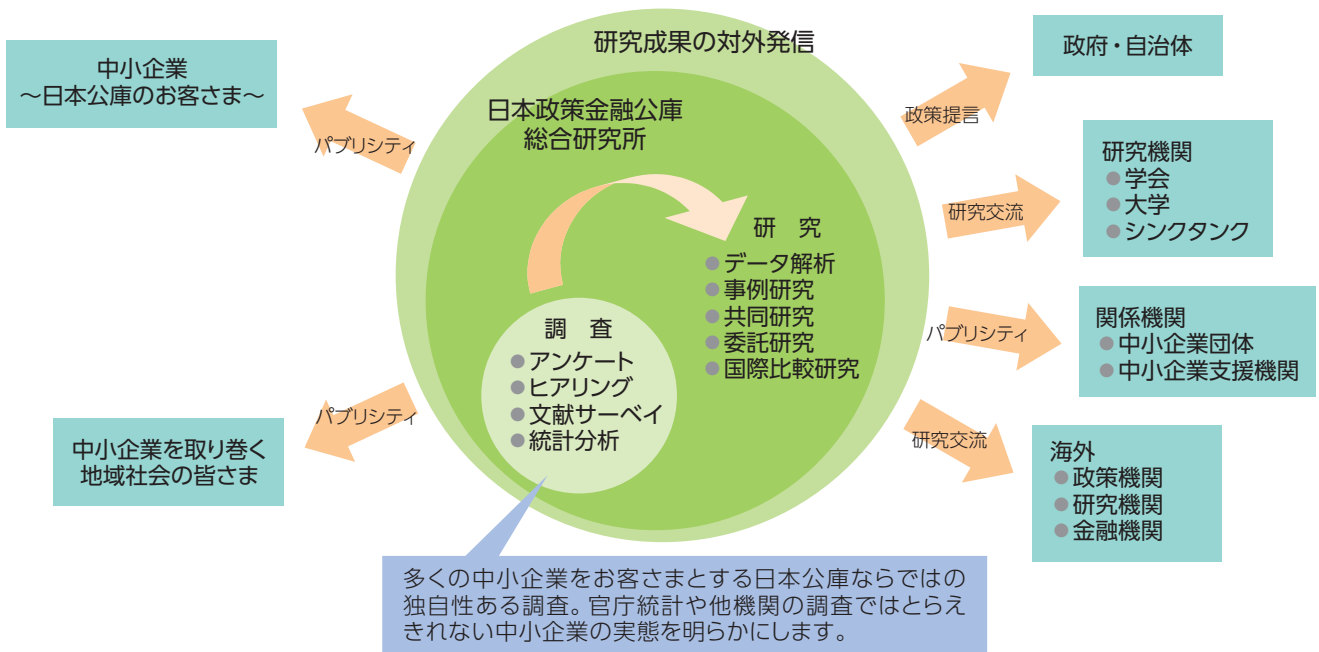 研究成果の対外発信
日本政策金融公庫
総合研究所
調　査
●アンケート
●ヒアリング
●文献サーベイ
●統計分析
研　究
●データ解析
●事例研究
●共同研究
●委託研究
●国際比較研究
中小企業
～日本公庫のお客さま～
パブリシティ
中小企業を取り巻く
地域社会の皆さま
パブリシティ
政府・自治体
政策提言
研究機関
●学会
●大学
●シンクタンク
研究交流
関係機関
●中小企業団体
●中小企業支援機関
パブリシティ
海外
●政策機関
●研究機関
●金融機関
研究交流
多くの中小企業をお客さまとする日本公庫ならではの
独自性ある調査。官庁統計や他機関の調査ではとらえ
きれない中小企業の実態を明らかにします。